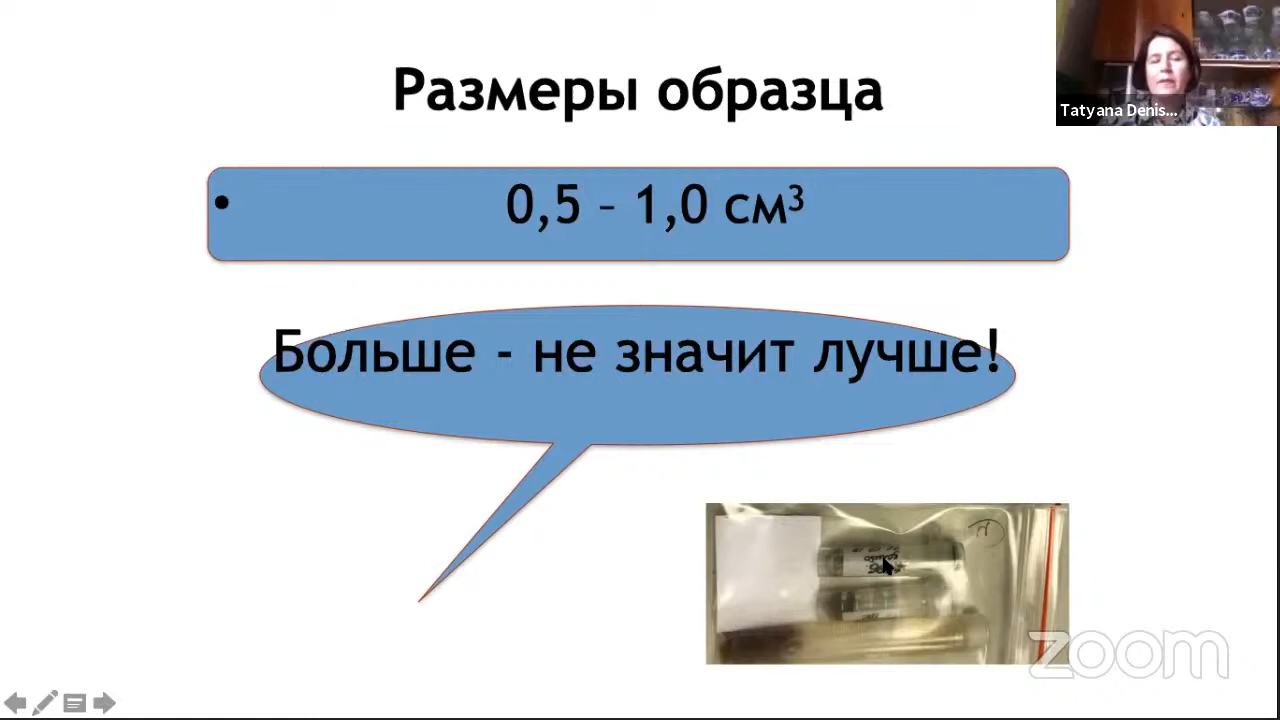 Размеры образца
Tatyana Denis...
• 0,5 – 1,0 см³
Больше - не значит лучше!
zoom